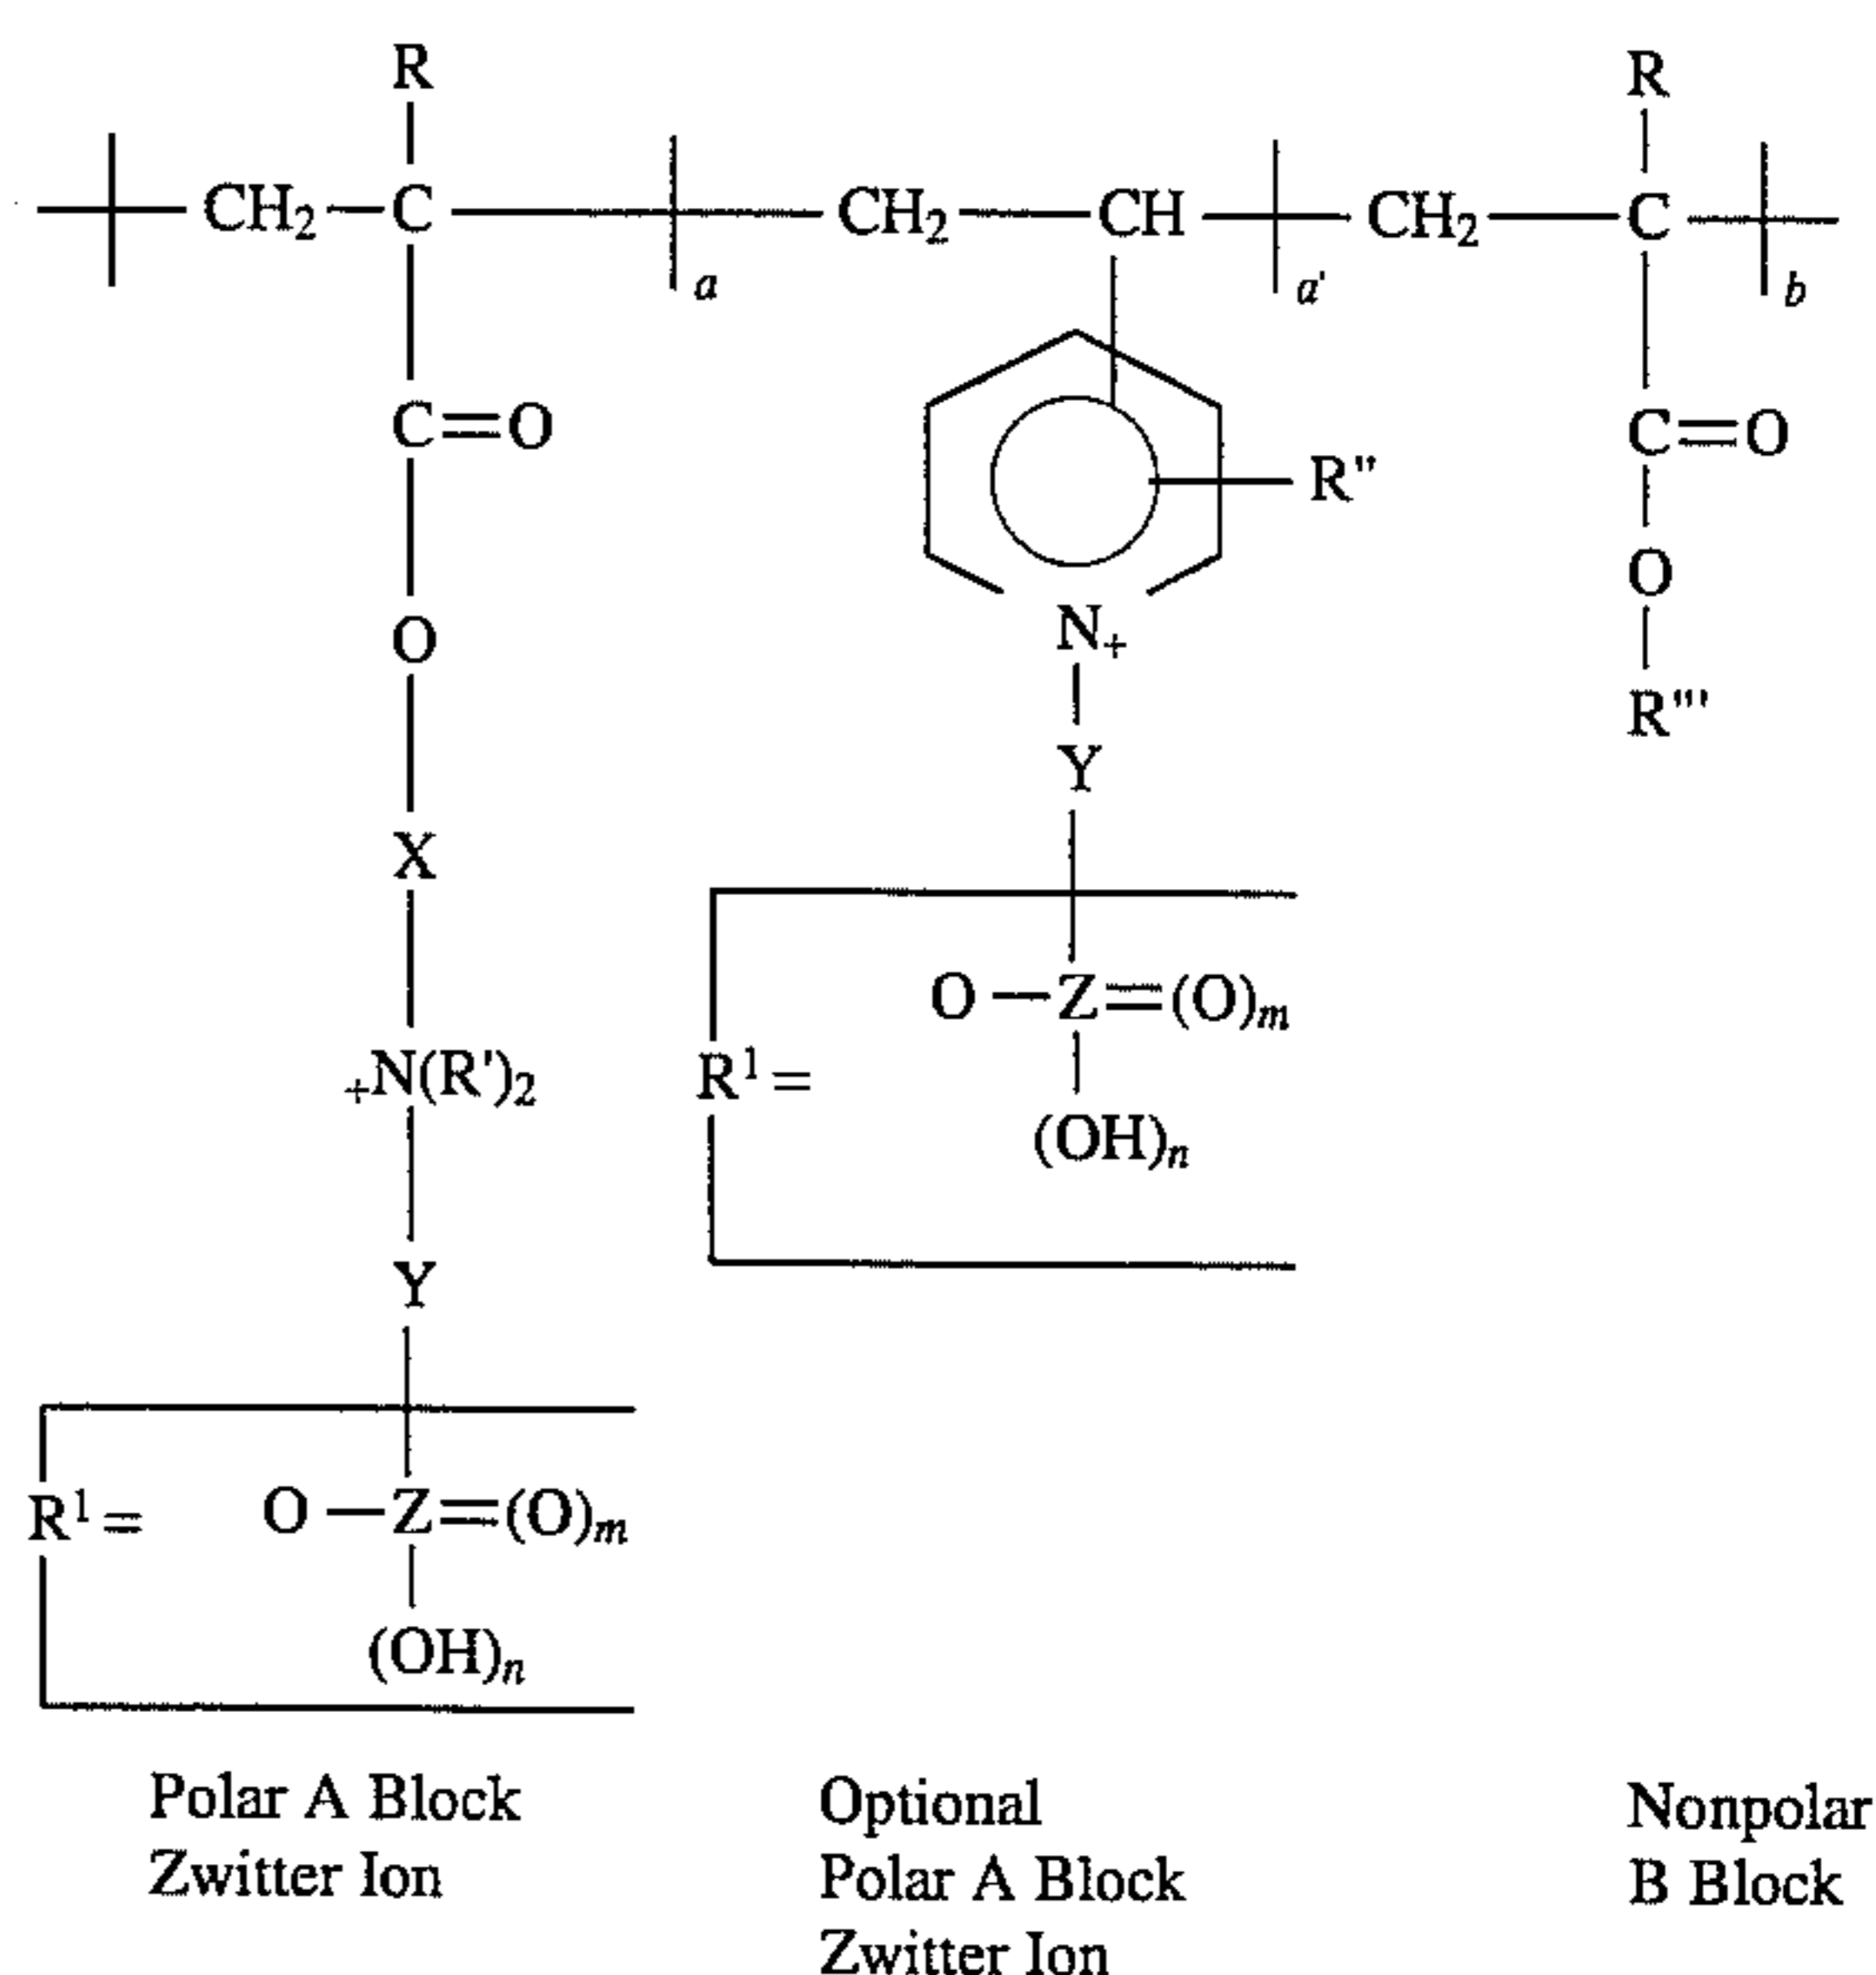 R R
CH2 C CH2 CH CH2 C
a a' b
C=O R" C=O
O N+ O
X Y R'''
O—Z=(O)m
+N(R')2 R1 =
(OH)n
Y
R1 = O—Z=(O)m
(OH)n
Polar A Block
Zwitter Ion
Optional
Polar A Block
Zwitter Ion
Nonpolar
B Block